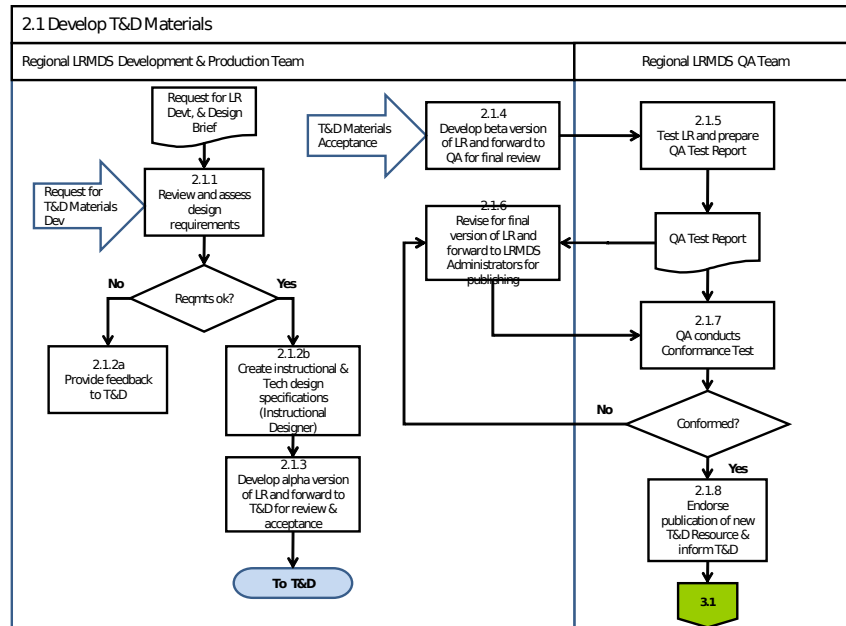 2.1 Develop T&D Materials
Regional LRMDS Development & Production Team
Regional LRMDS QA Team
Request for LR
Devt, & Design
Brief
Request for
T&D Materials
Dev
2.1.1
Review and assess
design
requirements
No
Reqmts ok?
Yes
2.1.2a
Provide feedback
to T&D
2.1.2b
Create instructional &
Tech design
specifications
(Instructional
Designer)
2.1.3
Develop alpha version
of LR and forward to
T&D for review &
acceptance
To T&D
T&D Materials
Acceptance
2.1.4
Develop beta version
of LR and forward to
QA for final review
2.1.5
Test LR and prepare
QA Test Report
2.1.6
Revise for final
version of LR and
forward to LRMDS
Administrators for
publishing
QA Test Report
2.1.7
QA conducts
Conformance Test
No
Conformed?
Yes
2.1.8
Endorse
publication of new
T&D Resource &
inform T&D
3.1